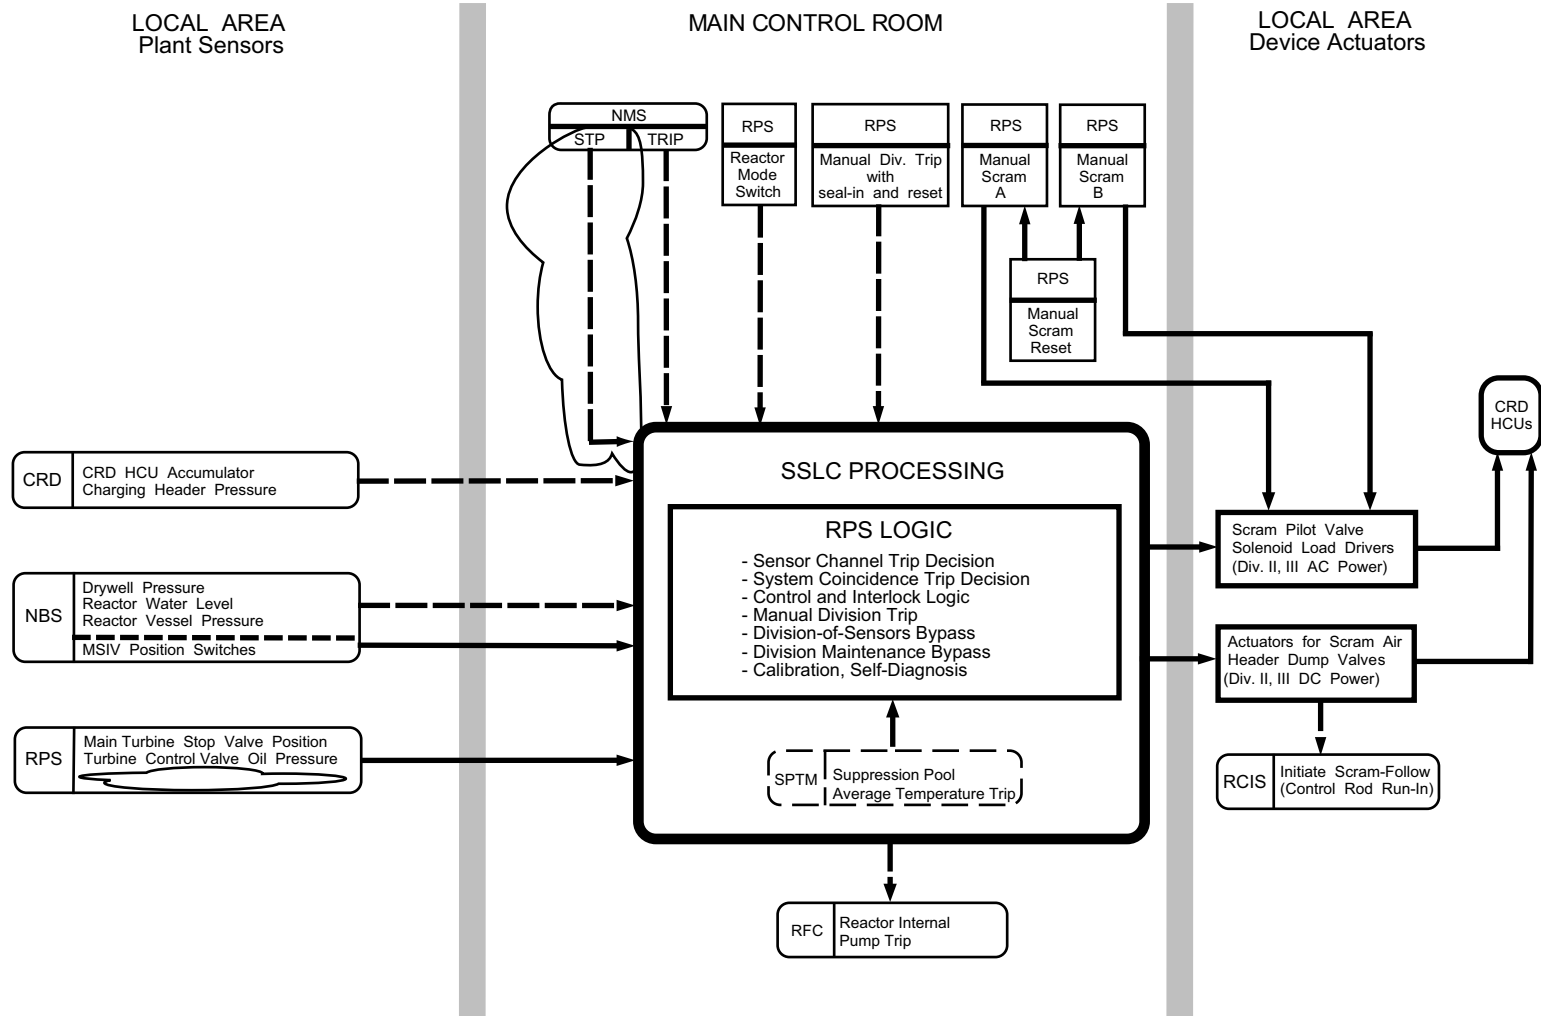 LOCAL AREA
Plant Sensors
MAIN CONTROL ROOM
LOCAL AREA
Device Actuators
NMS
STP
TRIP
RPS
Reactor
Mode
Switch
RPS
Manual Div. Trip
with
seal-in and reset
RPS
Manual
Scram
A
RPS
Manual
Scram
B
RPS
Manual
Scram
Reset
CRD
HCUs
CRD
CRD HCU Accumulator
Charging Header Pressure
NBS
Drywell Pressure
Reactor Water Level
Reactor Vessel Pressure
MSIV Position Switches
RPS
Main Turbine Stop Valve Position
Turbine Control Valve Oil Pressure
SSLC PROCESSING
RPS LOGIC
- Sensor Channel Trip Decision
- System Coincidence Trip Decision
- Control and Interlock Logic
- Manual Division Trip
- Division-of-Sensors Bypass
- Division Maintenance Bypass
- Calibration, Self-Diagnosis
SPTM
Suppression Pool
Average Temperature Trip
Scram Pilot Valve
Solenoid Load Drivers
(Div. II, III AC Power)
Actuators for Scram Air
Header Dump Valves
(Div. II, III DC Power)
RCIS
Initiate Scram-Follow
(Control Rod Run-In)
RFC
Reactor Internal
Pump Trip